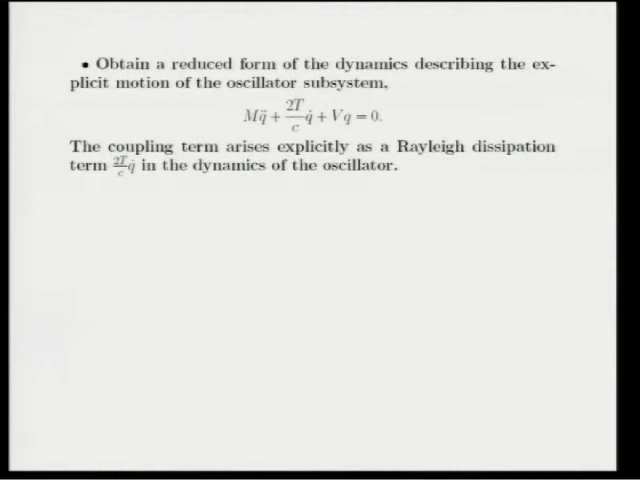 • Obtain a reduced form of the dynamics describing the ex-
plicit motion of the oscillator subsystem,
Mq̈ + 2T/c q̇ + Vq = 0.
The coupling term arises explicitly as a Rayleigh dissipation
term 2T/c q̇ in the dynamics of the oscillator.